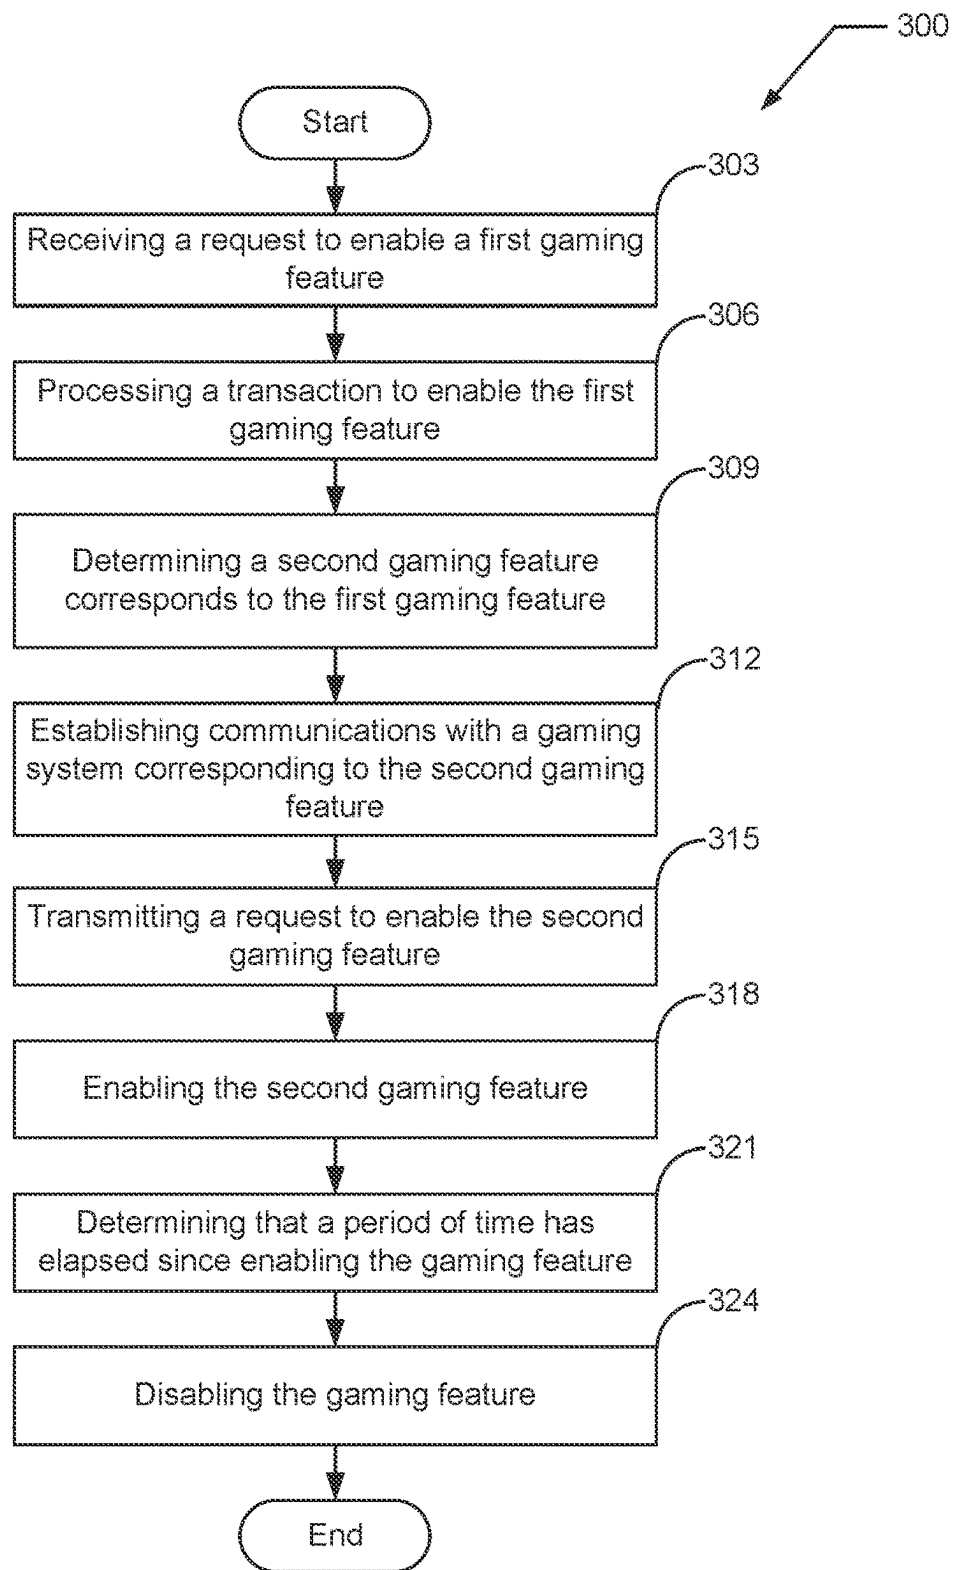 300
Start
303
Receiving a request to enable a first gaming
feature
306
Processing a transaction to enable the first
gaming feature
309
Determining a second gaming feature
corresponds to the first gaming feature
312
Establishing communications with a gaming
system corresponding to the second gaming
feature
315
Transmitting a request to enable the second
gaming feature
318
Enabling the second gaming feature
321
Determining that a period of time has
elapsed since enabling the gaming feature
324
Disabling the gaming feature
End